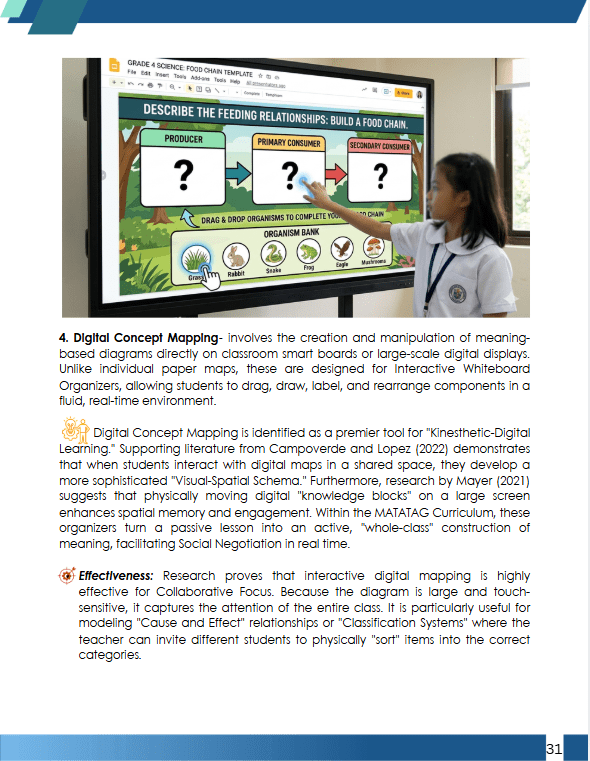 GRADE 4 SCIENCE: FOOD CHAIN TEMPLATE
File Edit Insert Tools Add-ons Tools Help
DESCRIBE THE FEEDING RELATIONSHIPS: BUILD A FOOD CHAIN.
PRODUCER
PRIMARY CONSUMER
SECONDARY CONSUMER
?
?
?
DRAG & DROP ORGANISMS TO COMPLETE CHAIN
ORGANISM BANK
Grass
Rabbit
Snake
Frog
Eagle
Mushrooms
4. Digital Concept Mapping- involves the creation and manipulation of meaning-
based diagrams directly on classroom smart boards or large-scale digital displays.
Unlike individual paper maps, these are designed for Interactive Whiteboard
Organizers, allowing students to drag, draw, label, and rearrange components in a
fluid, real-time environment.
Digital Concept Mapping is identified as a premier tool for "Kinesthetic-Digital
Learning." Supporting literature from Campoverde and Lopez (2022) demonstrates
that when students interact with digital maps in a shared space, they develop a
more sophisticated "Visual-Spatial Schema." Furthermore, research by Mayer (2021)
suggests that physically moving digital "knowledge blocks" on a large screen
enhances spatial memory and engagement. Within the MATATAG Curriculum, these
organizers turn a passive lesson into an active, "whole-class" construction of
meaning, facilitating Social Negotiation in real time.
Effectiveness: Research proves that interactive digital mapping is highly
effective for Collaborative Focus. Because the diagram is large and touch-
sensitive, it captures the attention of the entire class. It is particularly useful for
modeling "Cause and Effect" relationships or "Classification Systems" where the
teacher can invite different students to physically "sort" items into the correct
categories.
31